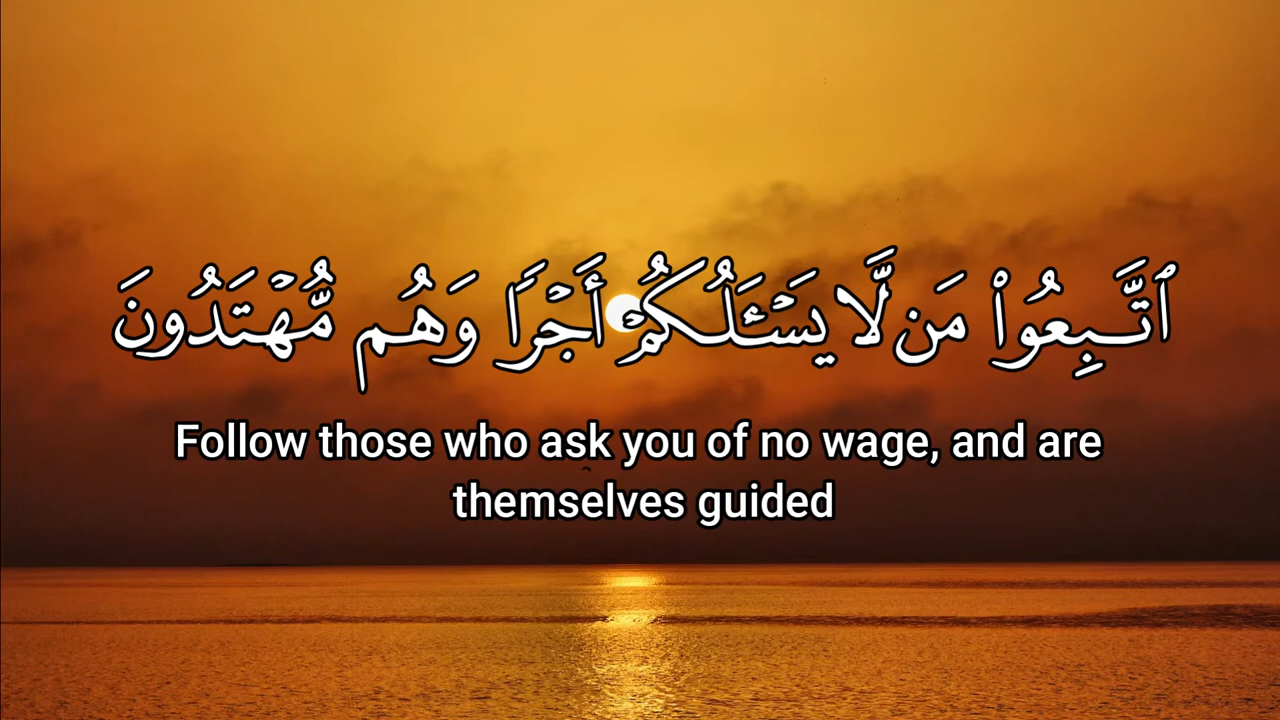 ٱتَّبِعُوا۟ مَن لَّا يَسْـَٔلُكُمْ أَجْرًا وَهُم مُّهْتَدُونَ
Follow those who ask you of no wage, and are
themselves guided